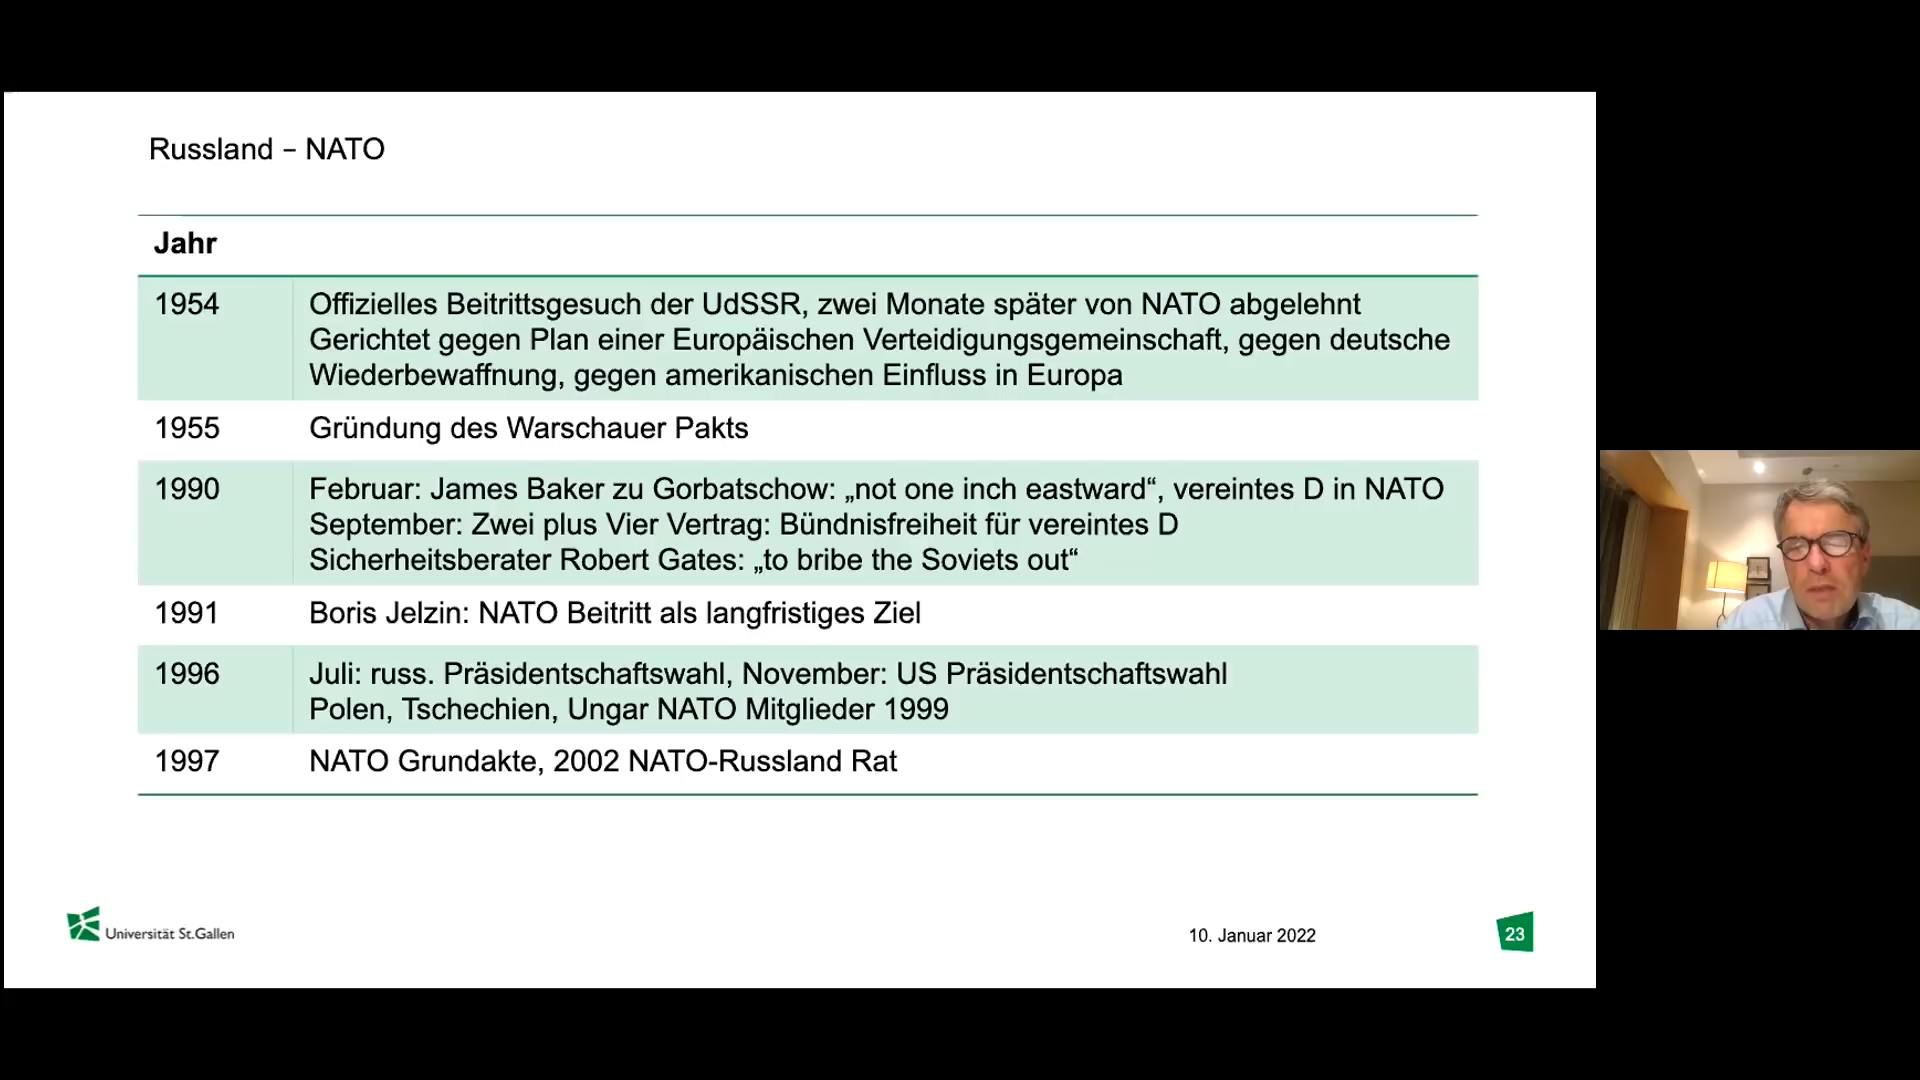 Russland – NATO
Jahr
1954
Offizielles Beitrittsgesuch der UdSSR, zwei Monate später von NATO abgelehnt
Gerichtet gegen Plan einer Europäischen Verteidigungsgemeinschaft, gegen deutsche
Wiederbewaffnung, gegen amerikanischen Einfluss in Europa
1955
Gründung des Warschauer Pakts
1990
Februar: James Baker zu Gorbatschow: „not one inch eastward“, vereintes D in NATO
September: Zwei plus Vier Vertrag: Bündnisfreiheit für vereintes D
Sicherheitsberater Robert Gates: „to bribe the Soviets out“
1991
Boris Jelzin: NATO Beitritt als langfristiges Ziel
1996
Juli: russ. Präsidentschaftswahl, November: US Präsidentschaftswahl
Polen, Tschechien, Ungar NATO Mitglieder 1999
1997
NATO Grundakte, 2002 NATO-Russland Rat
Universität St.Gallen
10. Januar 2022
23